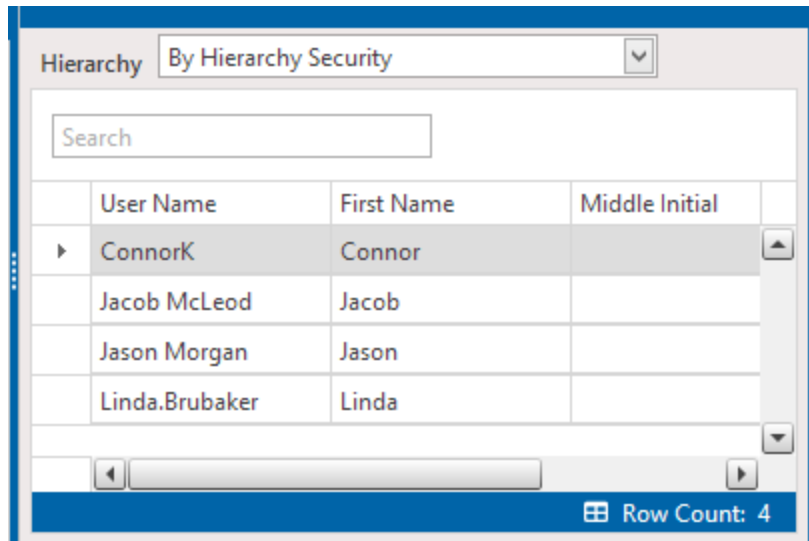 Hierarchy By Hierarchy Security
Search
User Name First Name Middle Initial
ConnorK Connor
Jacob McLeod Jacob
Jason Morgan Jason
Linda.Brubaker Linda
Row Count: 4